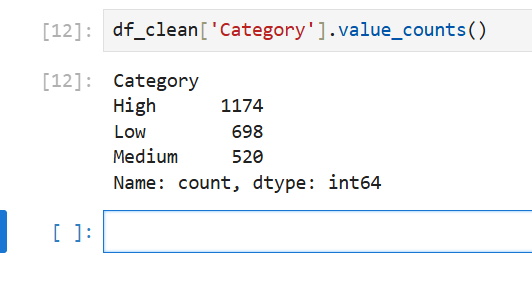 [12]: df_clean['Category'].value_counts()
[12]: Category
High      1174
Low        698
Medium     520
Name: count, dtype: int64
[ ]: